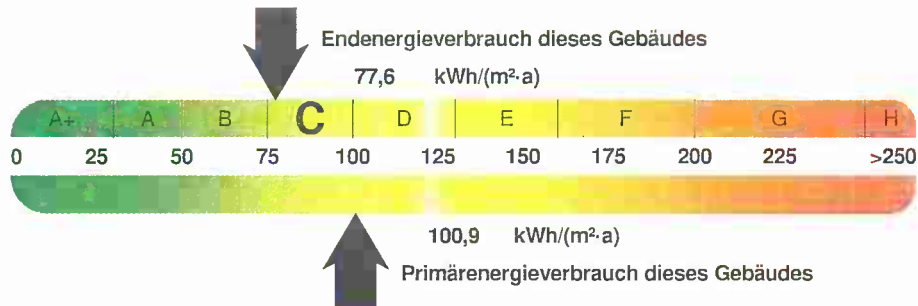 Endenergieverbrauch dieses Gebäudes
77,6 kWh/(m²·a)
A+ A B C D E F G H
0 25 50 75 100 125 150 175 200 225 >250
100,9 kWh/(m²·a)
Primärenergieverbrauch dieses Gebäudes